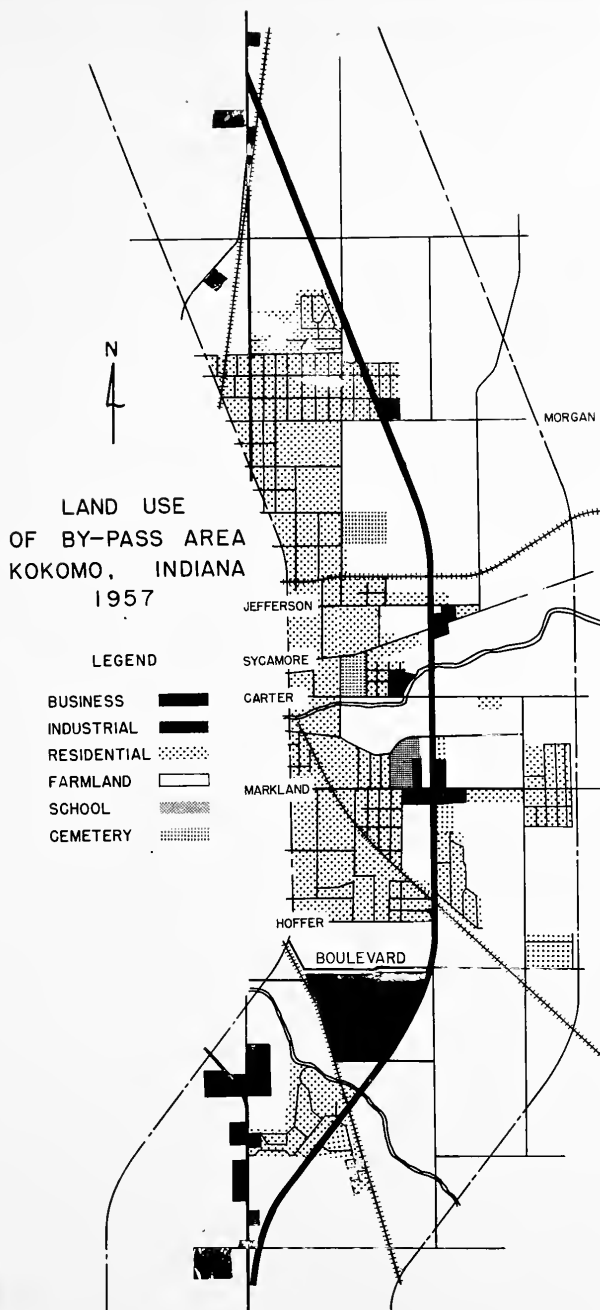 MORGAN
N
LAND USE
OF BY-PASS AREA
KOKOMO, INDIANA
1957
JEFFERSON
LEGEND
SYCAMORE
BUSINESS
CARTER
INDUSTRIAL
RESIDENTIAL
FARMLAND
MARKLAND
SCHOOL
CEMETERY
HOFFER
BOULEVARD